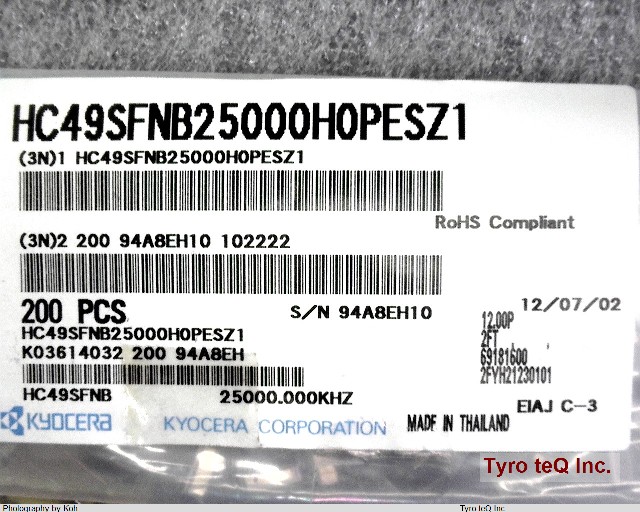 HC49SFNB25000H0PESZ1
(3N)1 HC49SFNB25000H0PESZ1
RoHS Compliant
(3N)2 200 94A8EH10 102222
200 PCS
S/N 94A8EH10
12/07/02
HC49SFNB25000H0PESZ1
12.00P
K03614032 200 94A8EH
2FT
69181600
2FYH21230101
HC49SFNB
25000.000KHZ
EIAJ C-3
KYOCERa
KYOCERA CORPORATION
MADE IN THAILAND
Tyro teQ Inc.
Photography by Koh
Tyro teQ Inc